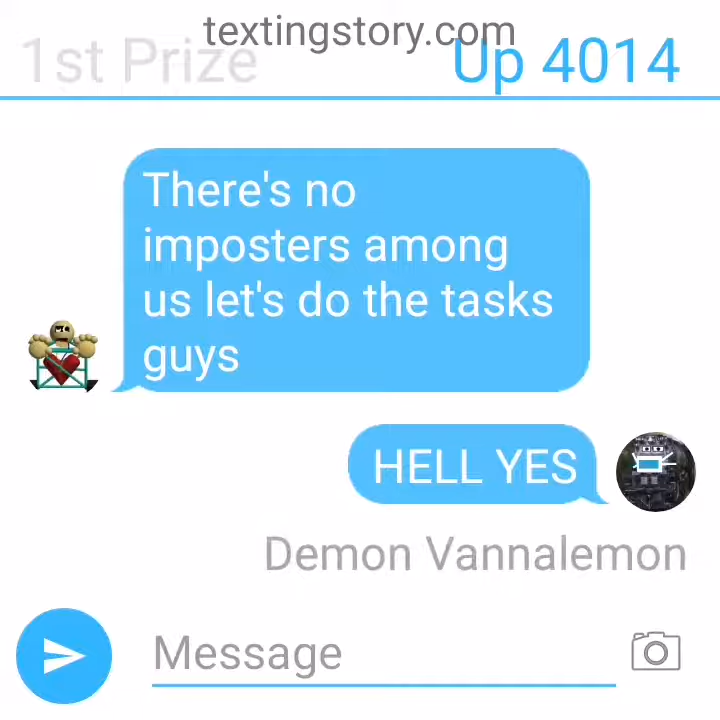 textingstory.com
1st Prize
Up 4014
There's no
imposters among
us let's do the tasks
guys
HELL YES
Demon Vannalemon
Message